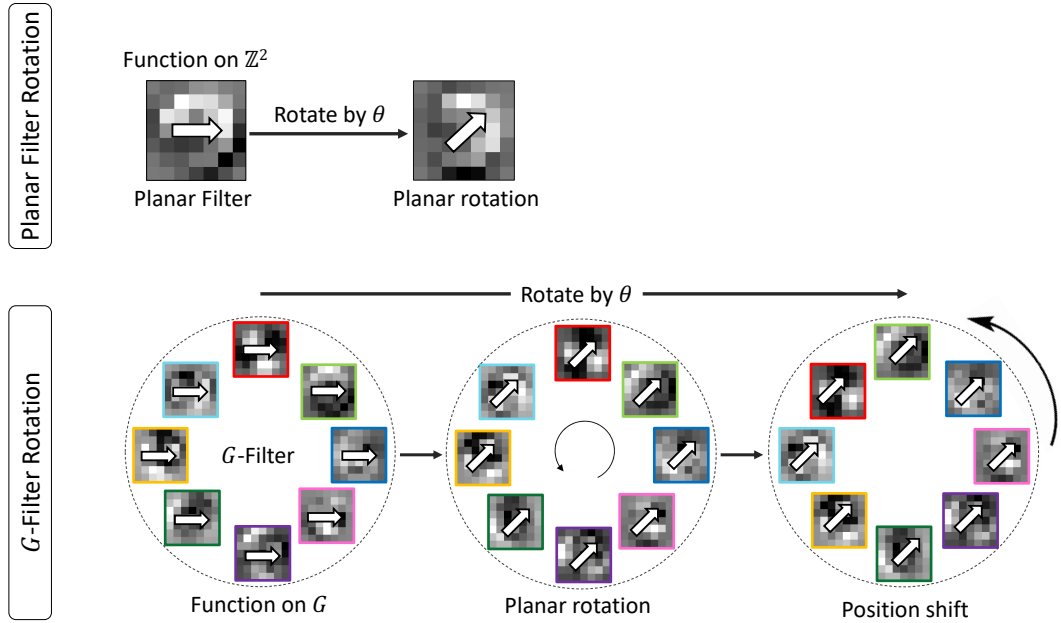 Planar Filter Rotation
Function on ℤ²
Rotate by θ
Planar Filter
Planar rotation
G-Filter Rotation
Rotate by θ
G-Filter
Function on G
Planar rotation
Position shift